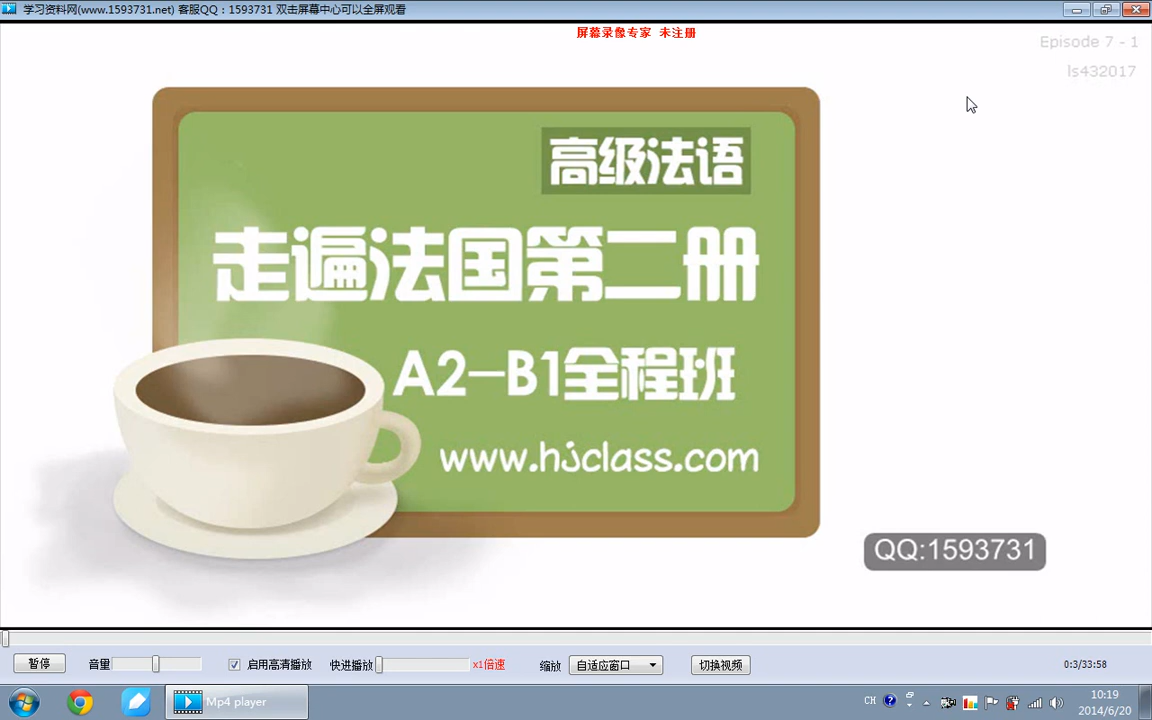 学习资料网(www.1593731.net) 客服QQ：1593731 双击屏幕中心可以全屏观看
屏幕录像专家 未注册
Episode 7 - 1
ls432017
高级法语
走遍法国第二册
A2-B1全程班
www.hjclass.com
QQ:1593731
暂停 音量 启用高清播放 快进播放 x1倍速 缩放 自适应窗口 切换视频 0:3/33:58
Mp4 player CH 10:19
2014/6/20